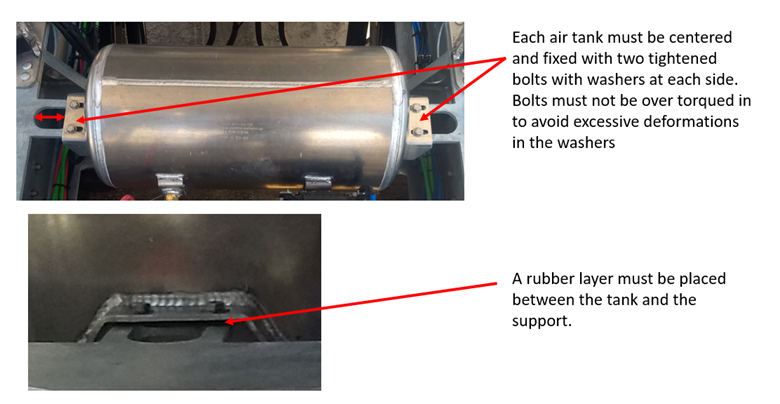 Each air tank must be centered
and fixed with two tightened
bolts with washers at each side.
Bolts must not be over torqued in
to avoid excessive deformations
in the washers
A rubber layer must be placed
between the tank and the
support.